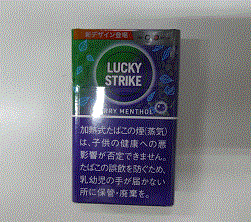 新デザイン登場
LUCKY
STRIKE
RRY MENTHOL
加熱式たばこの煙(蒸気)
は、子供の健康への悪
影響が否定できません。
たばこの誤飲を防ぐため、
乳幼児の手が届かない
所に保管・廃棄を。